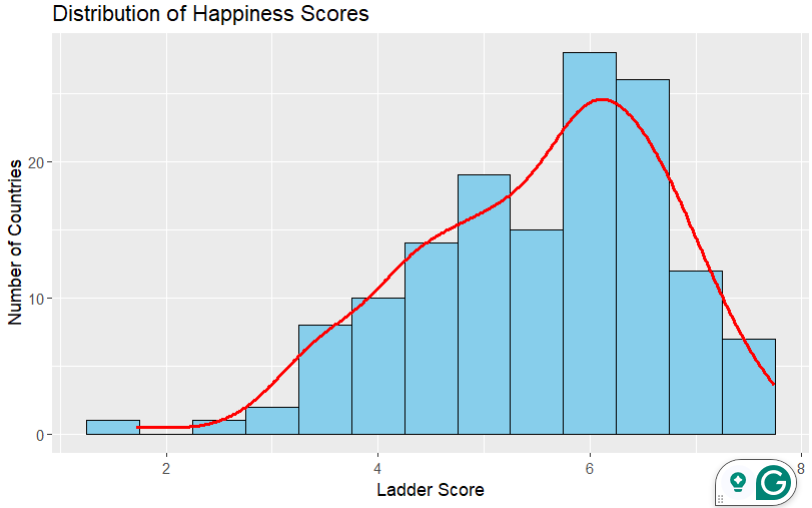 Distribution of Happiness Scores
Number of Countries
20
10
0
2 4 6 8
Ladder Score
G